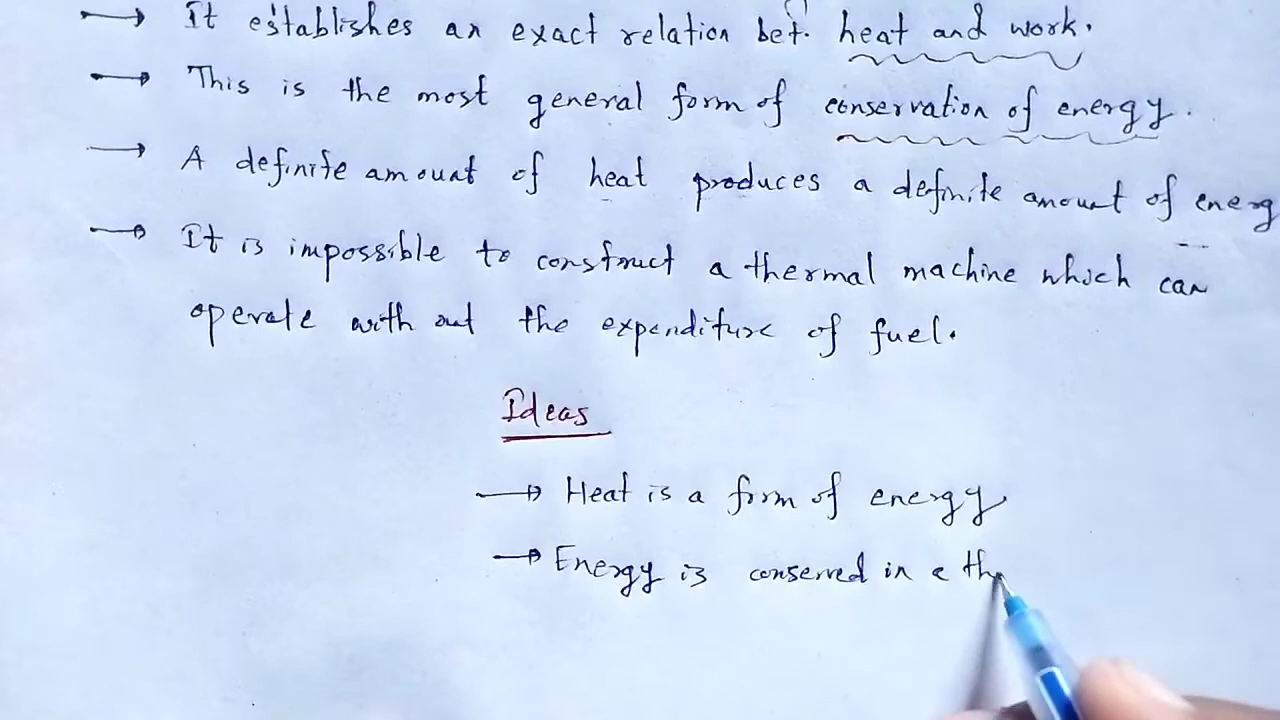 → It establishes an exact relation bet. heat and work.
→ This is the most general form of conservation of energy.
→ A definite amount of heat produces a definite amount of energ
→ It is impossible to construct a thermal machine which can
operate with out the expenditure of fuel.
Ideas
→ Heat is a form of energy
→ Energy is conserved in a th